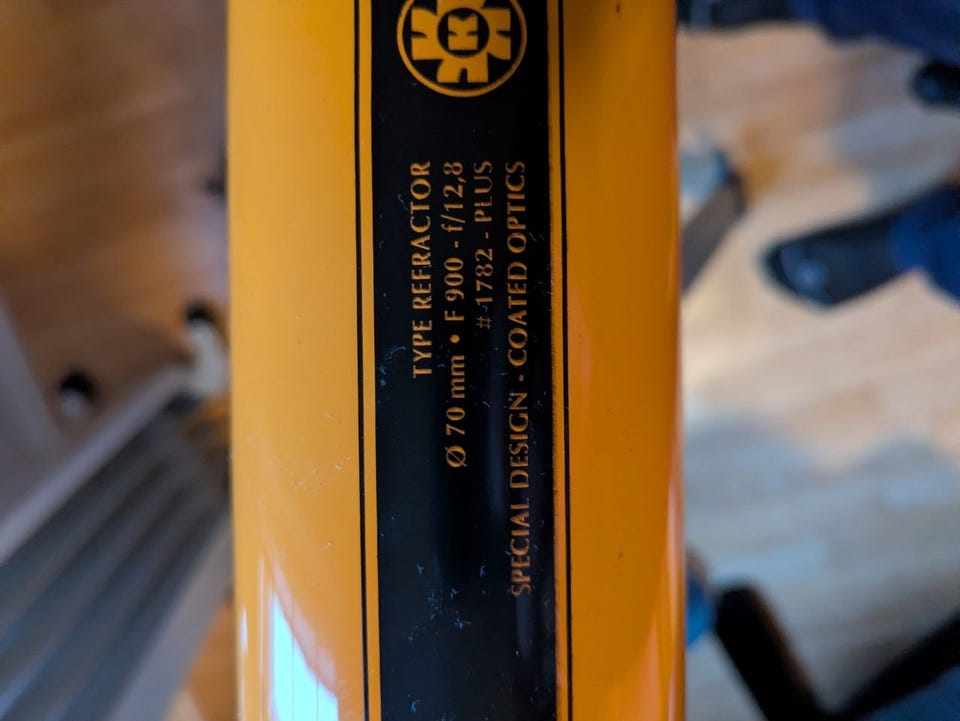 K
TYPE REFRACTOR
Ø 70 mm • F 900 - f/12,8
# 1782 - PLUS
SPECIAL DESIGN - COATED OPTICS